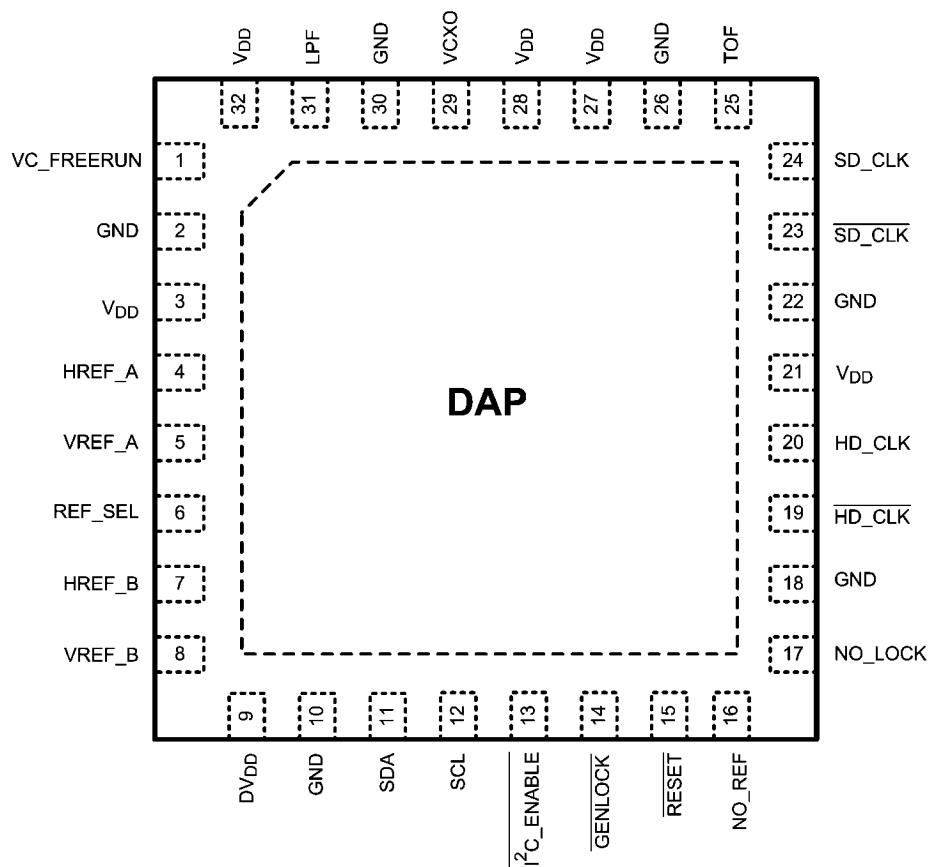 VDD
LPF
GND
VCXO
VDD
VDD
GND
TOF
32
31
30
29
28
27
26
25
VC_FREERUN 1
GND 2
VDD 3
HREF_A 4
VREF_A 5
REF_SEL 6
HREF_B 7
VREF_B 8
DAP
24 SD_CLK
23 SD_CLK
22 GND
21 VDD
20 HD_CLK
19 HD_CLK
18 GND
17 NO_LOCK
9
10
11
12
13
14
15
16
DVDD
GND
SDA
SCL
I2C_ENABLE
GENLOCK
RESET
NO_REF